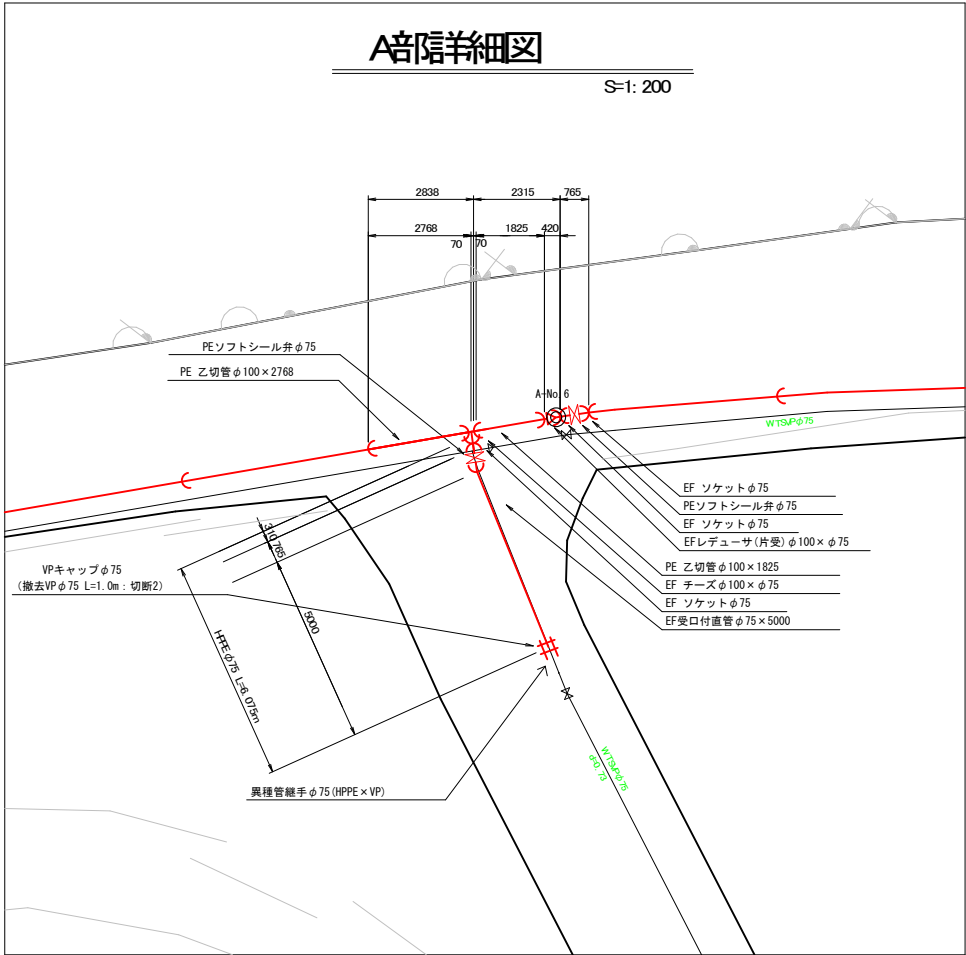 A部詳細図
S=1:200
2838
2315
765
2768
1825
420
70
70
PEソフトシール弁φ75
PE 乙切管φ100×2768
A-No.6
WTSVPφ75
EF ソケットφ75
PEソフトシール弁φ75
EF ソケットφ75
EFレデューサ(片受)φ100×φ75
PE 乙切管φ100×1825
EF チーズφ100×φ75
EF ソケットφ75
EF受口付直管φ75×5000
310
765
5000
VPキャップφ75
(撤去VPφ75 L=1.0m：切断2)
HPPEφ75 L=6.075m
異種管継手φ75(HPPE×VP)
WTSVPφ75
d=0.73